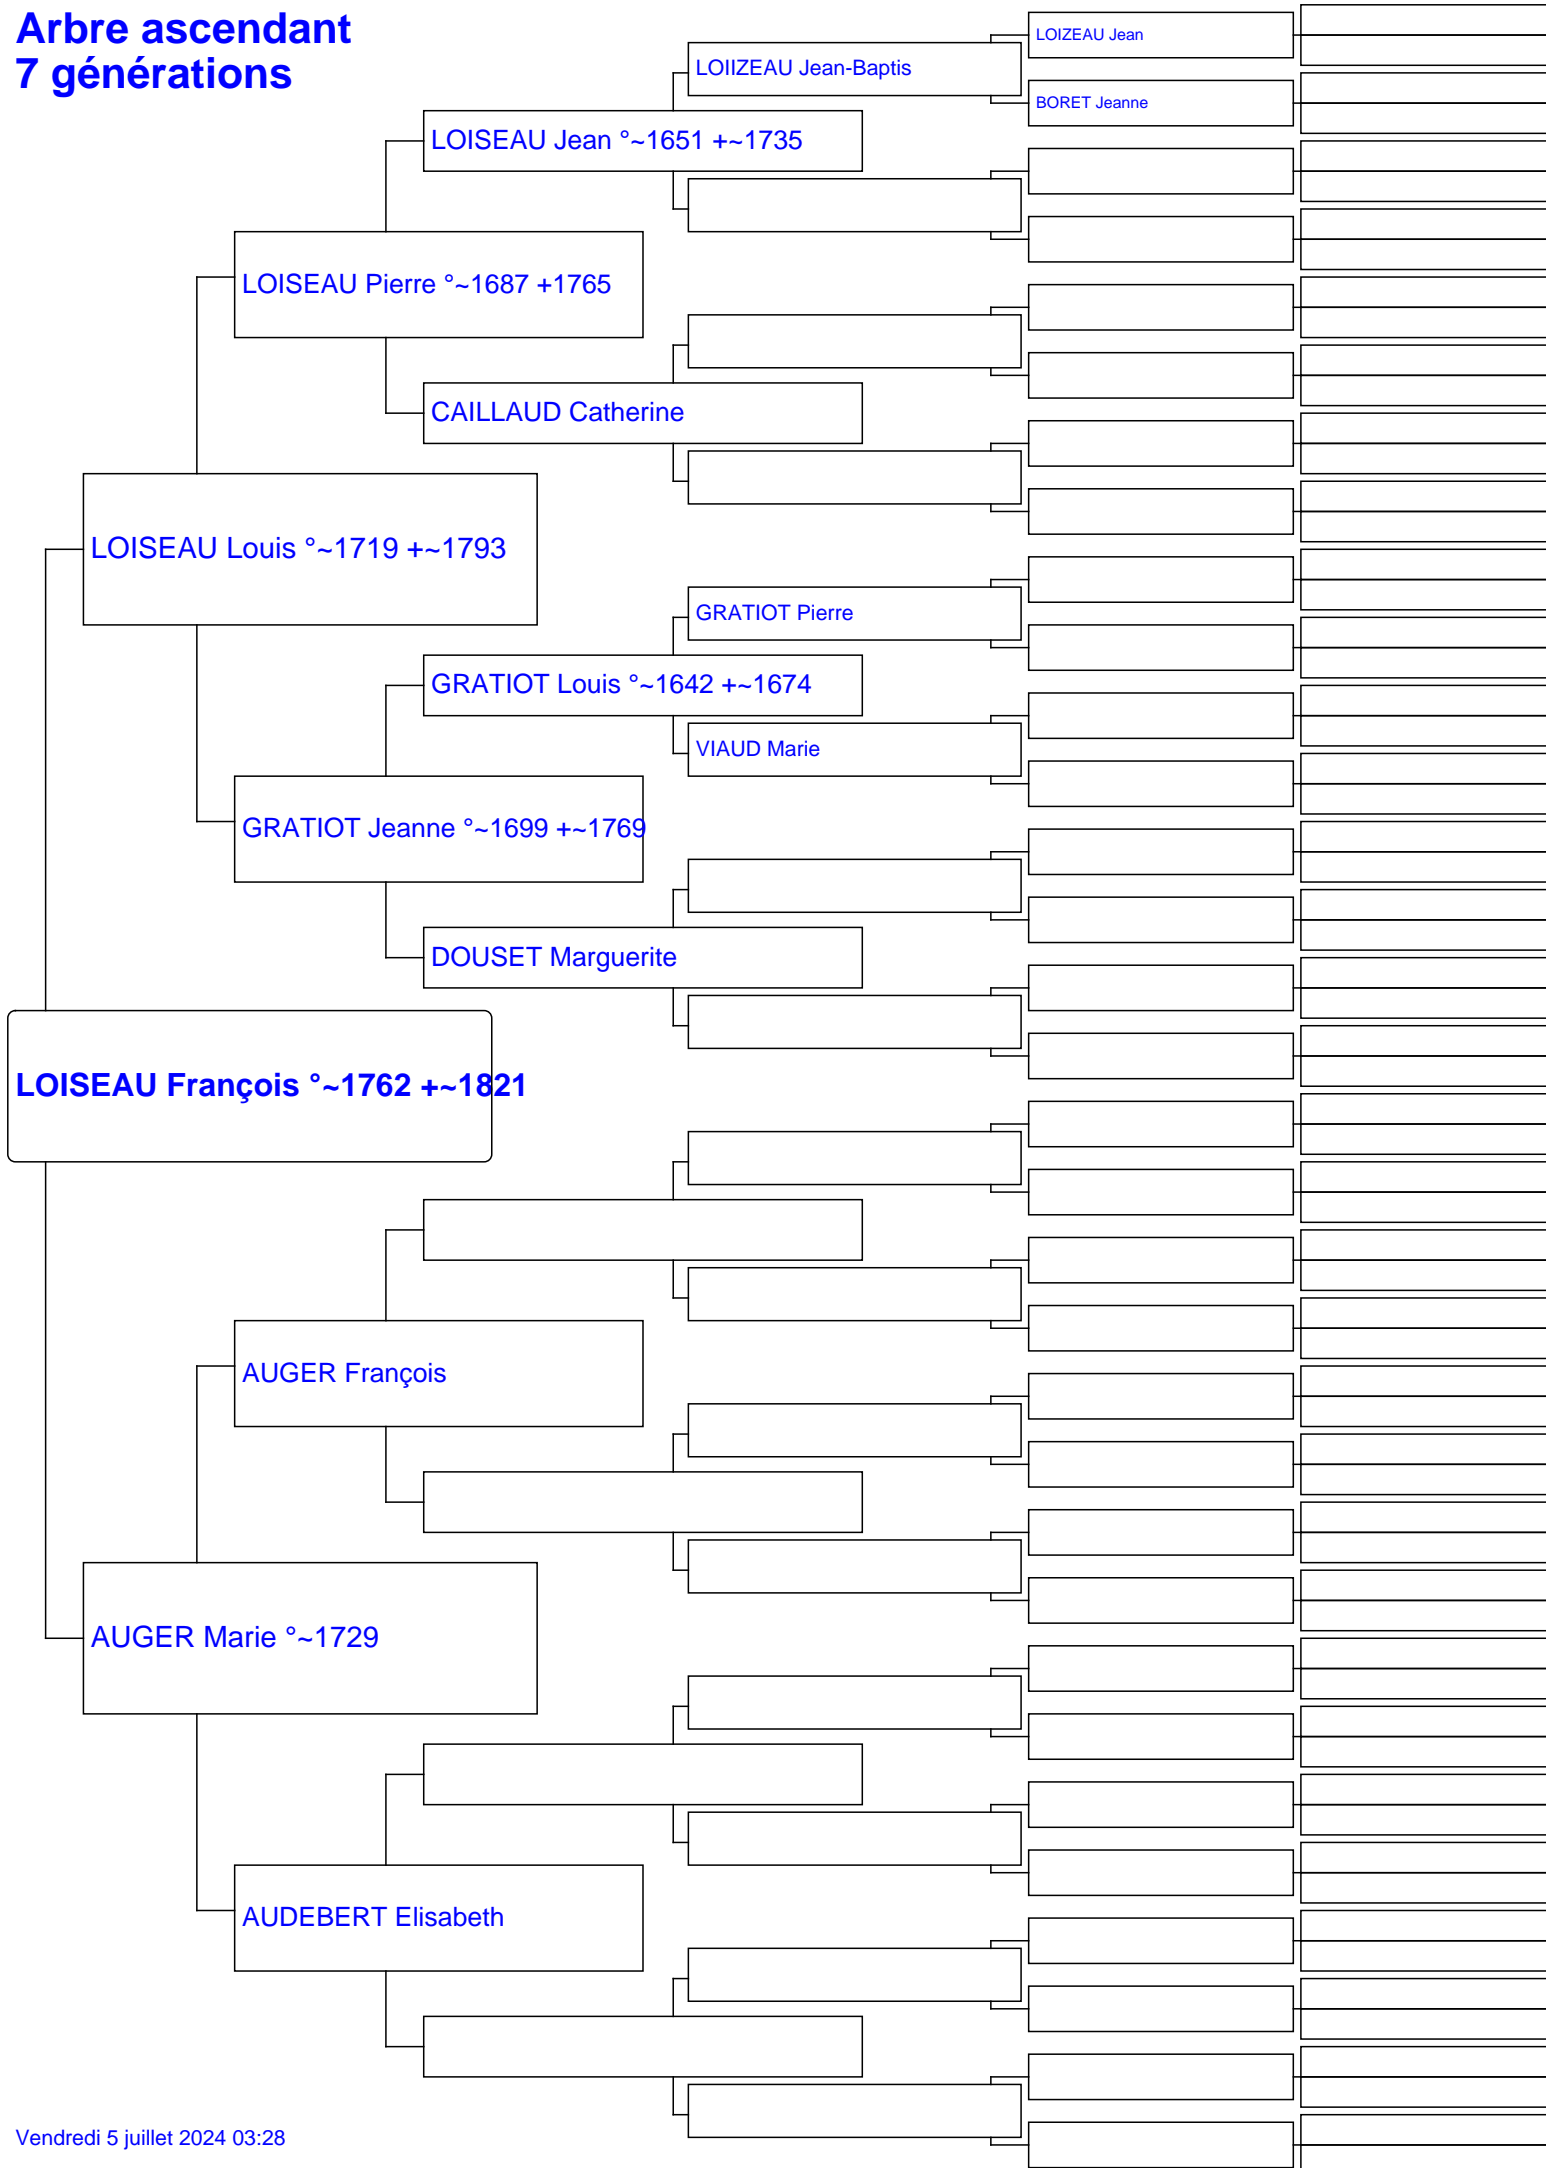 Arbre ascendant
7 générations
LOIZEAU Jean
LOIIZEAU Jean-Baptis
BORET Jeanne
LOISEAU Jean °~1651 +~1735
LOISEAU Pierre °~1687 +1765
CAILLAUD Catherine
LOISEAU Louis °~1719 +~1793
GRATIOT Pierre
GRATIOT Louis °~1642 +~1674
VIAUD Marie
GRATIOT Jeanne °~1699 +~1769
DOUSET Marguerite
LOISEAU François °~1762 +~1821
AUGER François
AUGER Marie °~1729
AUDEBERT Elisabeth
Vendredi 5 juillet 2024 03:28